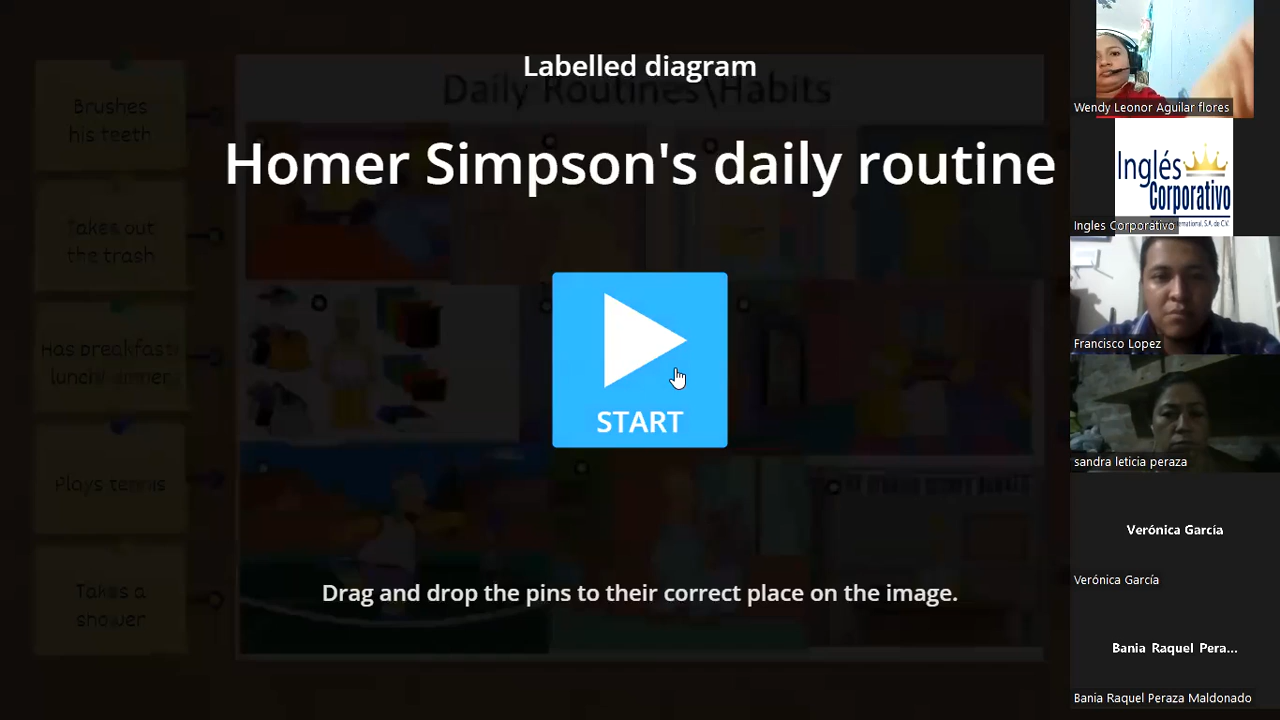 Labelled diagram
Daily Routines\Habits
Homer Simpson's daily routine
START
Drag and drop the pins to their correct place on the image.
Brushes
his teeth
Takes out
the trash
Has breakfast/
lunch/dinner
Plays tennis
Takes a
shower
Wendy Leonor Aguilar flores
Inglés
Corporativo
International, S.A. de C.V.
Ingles Corporativo
Francisco Lopez
sandra leticia peraza
Verónica García
Verónica García
Bania Raquel Pera...
Bania Raquel Peraza Maldonado